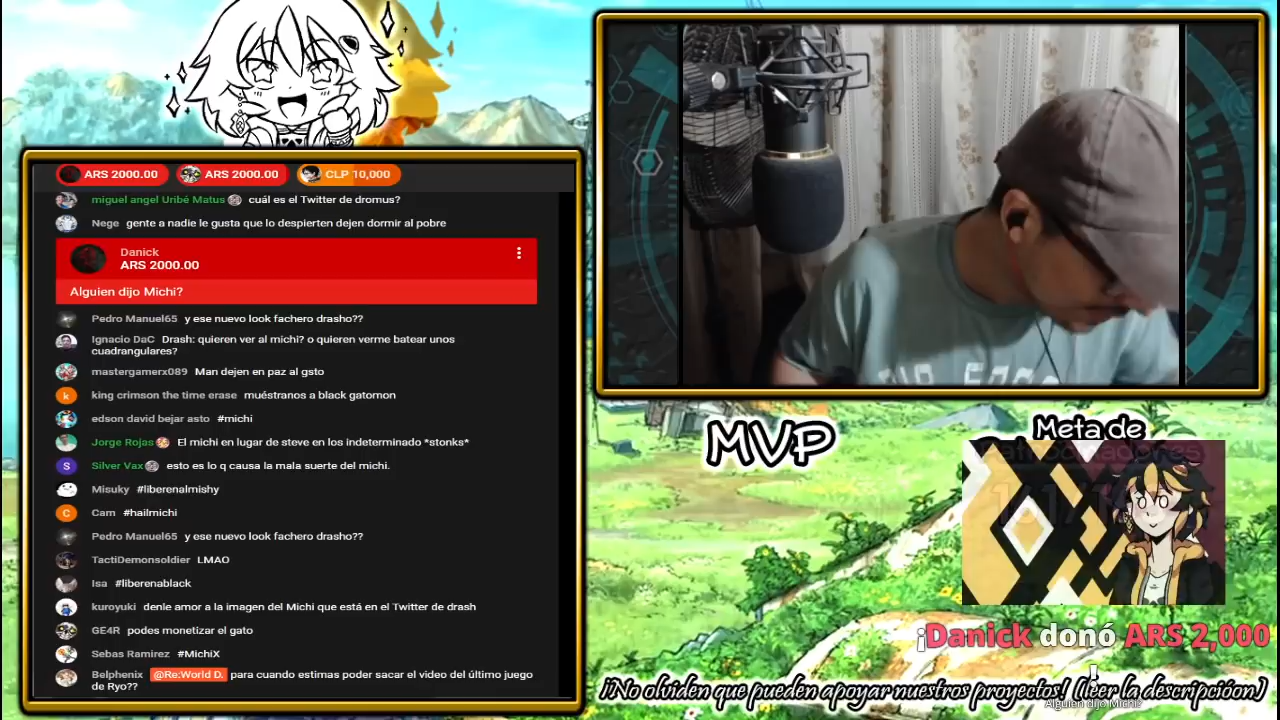 ARS 2000.00 ARS 2000.00 CLP 10,000
miguel angel Uribé Matus cuál es el Twitter de dromus?
Nege gente a nadie le gusta que lo despierten dejen dormir al pobre
Danick
ARS 2000.00
Alguien dijo Michi?
Pedro Manuel65 y ese nuevo look fachero drasho??
Ignacio DaC Drash: quieren ver al michi? o quieren verme batear unos
cuadrangulares?
mastergamerx089 Man dejen en paz al gsto
k king crimson the time erase muéstranos a black gatomon
edson david bejar asto #michi
Jorge Rojas El michi en lugar de steve en los indeterminado *stonks*
S Silver Vax esto es lo q causa la mala suerte del michi.
Misuky #liberenalmishy
C Cam #hailmichi
Pedro Manuel65 y ese nuevo look fachero drasho??
TactiDemonsoldier LMAO
Isa #liberenablack
kuroyuki denle amor a la imagen del Michi que está en el Twitter de drash
GE4R podes monetizar el gato
Sebas Ramirez #MichiX
Belphenix @Re:World D. para cuando estimas poder sacar el video del último juego
de Ryo??
MVP
Meta de
Patrocinadores
¡Danick donó ARS 2,000
!
¡!No olviden que pueden apoyar nuestros proyectos! (leer la descripcióon)
Alguien dijo Michi?